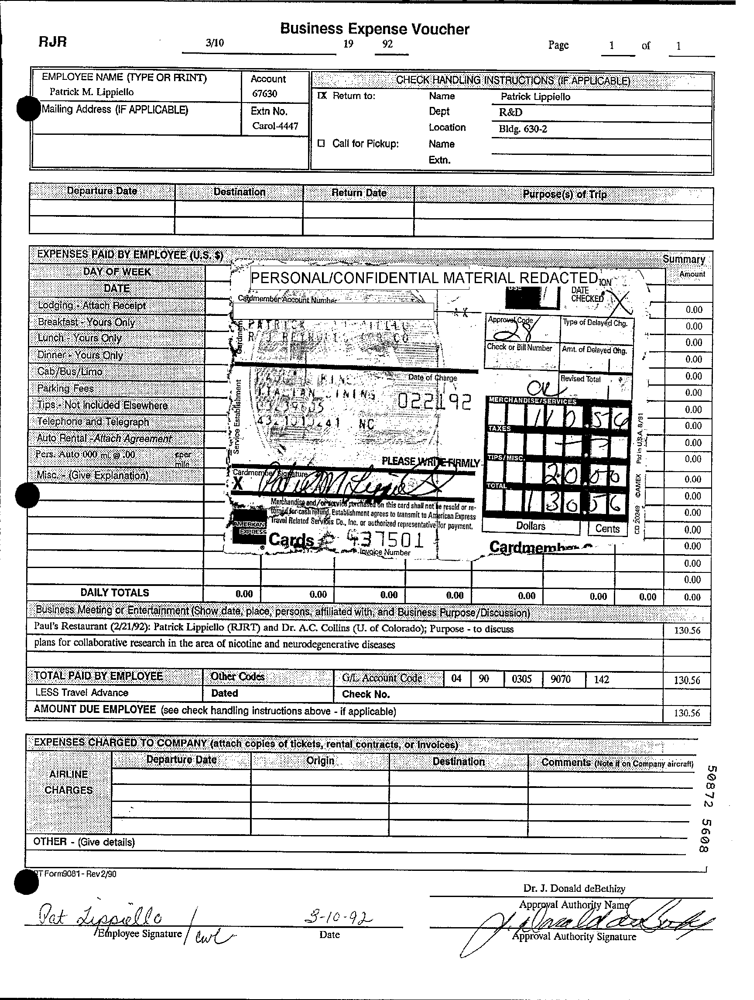 Business Expense Voucher
RJR 3/10 19 92 Page 1 of 1
EMPLOYEE NAME (TYPE OR PRINT) Account CHECK HANDLING INSTRUCTIONS (IF APPLICABLE)
Patrick M. Lippiello 67630 IX Return to: Name Patrick Lippiello
Mailing Address (IF APPLICABLE) Extn No. Dept R&D
Carol-4447 Location Bldg. 630-2
Call for Pickup: Name
Extn.
Departure Date Destination Return Date Purpose(s) of Trip
EXPENSES PAID BY EMPLOYEE (U.S. $) Summary
DAY OF WEEK Amount
PERSONAL/CONFIDENTIAL MATERIAL REDACTED
DATE DATE CHECKED
Cardmember Account Number
Lodging - Attach Receipt 0.00
Breakfast - Yours Only Approval Code Type of Delayed Chg. 0.00
28
Lunch - Yours Only 0.00
Dinner - Yours Only Check or Bill Number Amt. of Delayed Chg. 0.00
Cab/Bus/Limo Date of Charge Revised Total 0.00
Parking Fees 0.00
Tips - Not Included Elsewhere 022192 MERCHANDISE/SERVICES 0.00
Telephone and Telegraph NC 110.56 0.00
Auto Rental - Attach Agreement TAXES 0.00
Pers. Auto 000 mi. @ .00 per mile PLEASE WRITE FIRMLY TIPS/MISC. 20.00 0.00
Misc. - (Give Explanation) Cardmember Signature 0.00
X Patrick M Lippiello TOTAL 130.56 0.00
Merchandise and/or service purchased on this card shall not be resold or returned for cash refund. Establishment agrees to transmit to American Express 0.00
Travel Related Services Co., Inc. or authorized representative for payment. 0.00
AMERICAN EXPRESS Cards 437501 Dollars Cents
Invoice Number Cardmember 0.00
0.00
0.00
DAILY TOTALS 0.00 0.00 0.00 0.00 0.00 0.00 0.00 0.00
Business Meeting or Entertainment (Show date, place, persons, affiliated with, and Business Purpose/Discussion)
Paul's Restaurant (2/21/92): Patrick Lippiello (RJRT) and Dr. A.C. Collins (U. of Colorado); Purpose - to discuss 130.56
plans for collaborative research in the area of nicotine and neurodegenerative diseases
TOTAL PAID BY EMPLOYEE Other Codes G/L Account Code 04 90 0305 9070 142 130.56
LESS Travel Advance Dated Check No.
AMOUNT DUE EMPLOYEE (see check handling instructions above - if applicable) 130.56
EXPENSES CHARGED TO COMPANY (attach copies of tickets, rental contracts, or invoices)
AIRLINE CHARGES Departure Date Origin Destination Comments (Note if on Company aircraft)
OTHER - (Give details)
50872 5608
RT Form9081 - Rev 2/90
Dr. J. Donald deBethizy
Approval Authority Name
Pat Lippiello / cwl 3-10-92 J. Donald deBethizy
Employee Signature Date Approval Authority Signature